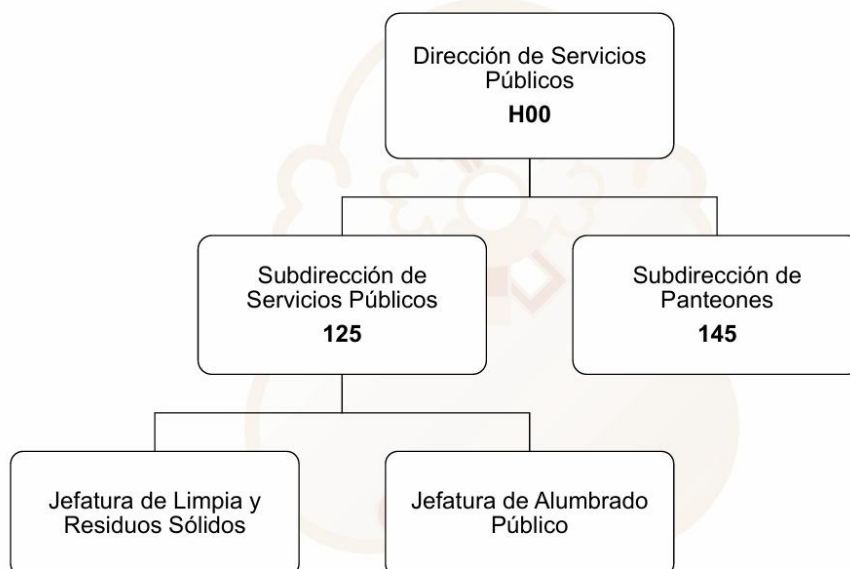 Dirección de Servicios
Públicos
H00
Subdirección de
Servicios Públicos
125
Subdirección de
Panteones
145
Jefatura de Limpia y
Residuos Sólidos
Jefatura de Alumbrado
Público